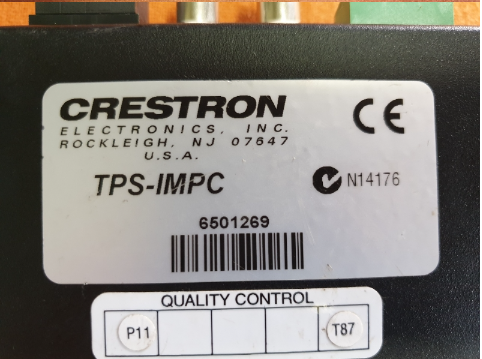 CRESTRON
ELECTRONICS, INC.
ROCKLEIGH, NJ 07647
U.S.A.
CE
TPS-IMPC
N14176
6501269
QUALITY CONTROL
P11 T87